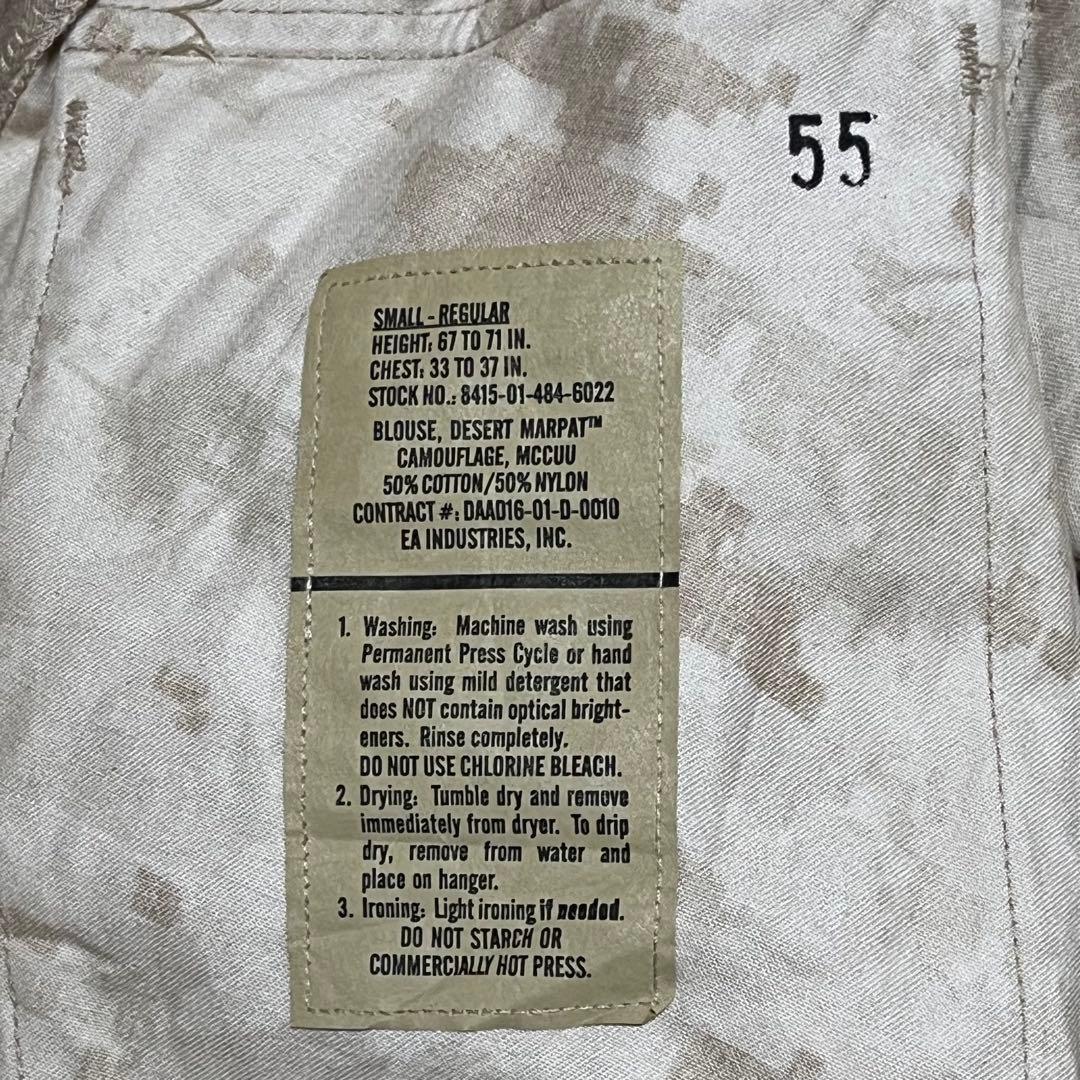 55
SMALL - REGULAR
HEIGHT: 67 TO 71 IN.
CHEST: 33 TO 37 IN.
STOCK NO.: 8415-01-484-6022
BLOUSE, DESERT MARPAT™
CAMOUFLAGE, MCCUU
50% COTTON/50% NYLON
CONTRACT #: DAAD16-01-D-0010
EA INDUSTRIES, INC.
1. Washing: Machine wash using
Permanent Press Cycle or hand
wash using mild detergent that
does NOT contain optical bright-
eners. Rinse completely.
DO NOT USE CHLORINE BLEACH.
2. Drying: Tumble dry and remove
immediately from dryer. To drip
dry, remove from water and
place on hanger.
3. Ironing: Light ironing if needed.
DO NOT STARCH OR
COMMERCIALLY HOT PRESS.